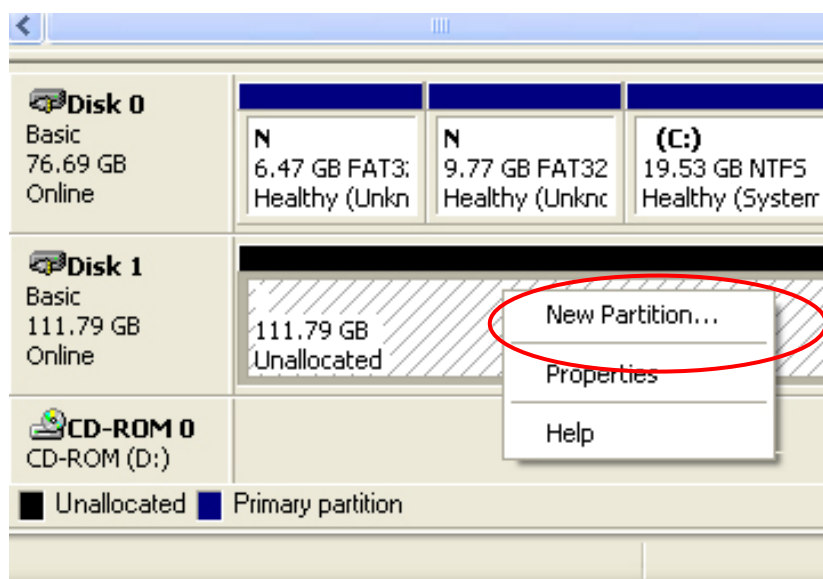 Disk 0
Basic
76.69 GB
Online
N
6.47 GB FAT3:
Healthy (Unkn
N
9.77 GB FAT32
Healthy (Unknc
(C:)
19.53 GB NTFS
Healthy (System
Disk 1
Basic
111.79 GB
Online
111.79 GB
Unallocated
New Partition...
Properties
Help
CD-ROM 0
CD-ROM (D:)
Unallocated Primary partition